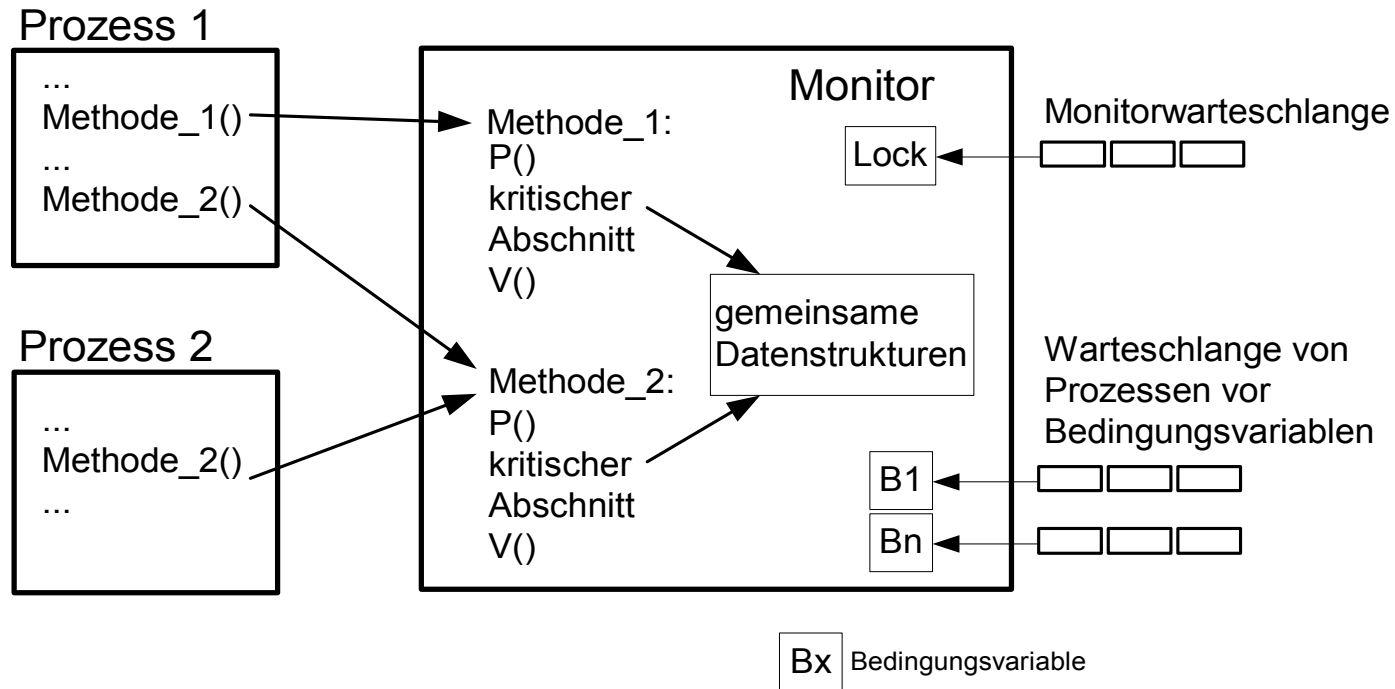 Prozess 1
...
Methode_1()
...
Methode_2()
Prozess 2
...
Methode_2()
...
Monitor
Methode_1:
P()
kritischer
Abschnitt
V()
Methode_2:
P()
kritischer
Abschnitt
V()
gemeinsame
Datenstrukturen
Lock
B1
Bn
Monitorwarteschlange
Warteschlange von
Prozessen vor
Bedingungsvariablen
Bx Bedingungsvariable